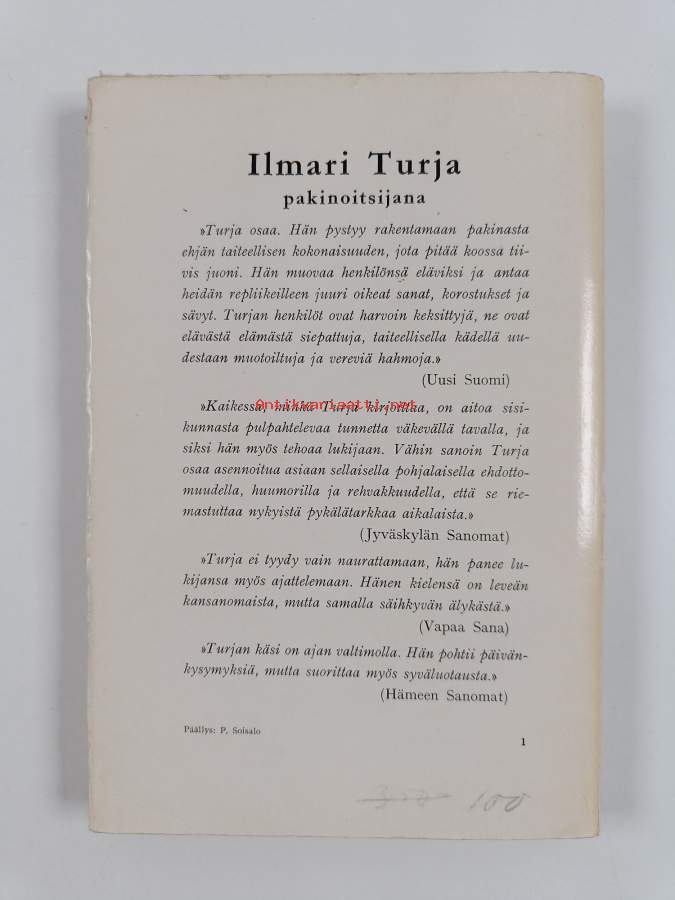 Ilmari Turja
pakinoitsijana
»Turja osaa. Hän pystyy rakentamaan pakinasta
ehjän taiteellisen kokonaisuuden, jota pitää koossa tii-
vis juoni. Hän muovaa henkilönsä eläviksi ja antaa
heidän repliikeilleen juuri oikeat sanat, korostukset ja
sävyt. Turjan henkilöt ovat harvoin keksittyjä, ne ovat
elävästä elämästä siepattuja, taiteellisella kädellä uu-
destaan muotoiltuja ja vereviä hahmoja.»
(Uusi Suomi)
Antikvariaatti.net
»Kaikessa, minkä Turja kirjoittaa, on aitoa sisi-
kunnasta pulpahtelevaa tunnetta väkevällä tavalla, ja
siksi hän myös tehoaa lukijaan. Vähin sanoin Turja
osaa asennoitua asiaan sellaisella pohjalaisella ehdotto-
muudella, huumorilla ja rehvakkuudella, että se rie-
mastuttaa nykyistä pykälätarkkaa aikalaista.»
(Jyväskylän Sanomat)
»Turja ei tyydy vain naurattamaan, hän panee lu-
kijansa myös ajattelemaan. Hänen kielensä on leveän
kansanomaista, mutta samalla säihkyvän älykästä.»
(Vapaa Sana)
»Turjan käsi on ajan valtimolla. Hän pohtii päivän-
kysymyksiä, mutta suorittaa myös syväluotausta.»
(Hämeen Sanomat)
Päällys: P. Soisalo
1
100